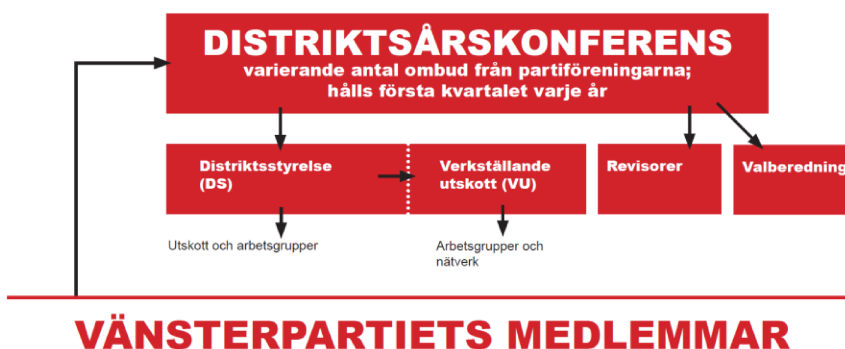 DISTRIKTSÅRSKONFERENS
varierande antal ombud från partiföreningarna;
hålls första kvartalet varje år
Distriktsstyrelse
(DS)
Verkställande
utskott (VU)
Revisorer
Valberedning
Utskott och arbetsgrupper
Arbetsgrupper och
nätverk
VÄNSTERPARTIETS MEDLEMMAR